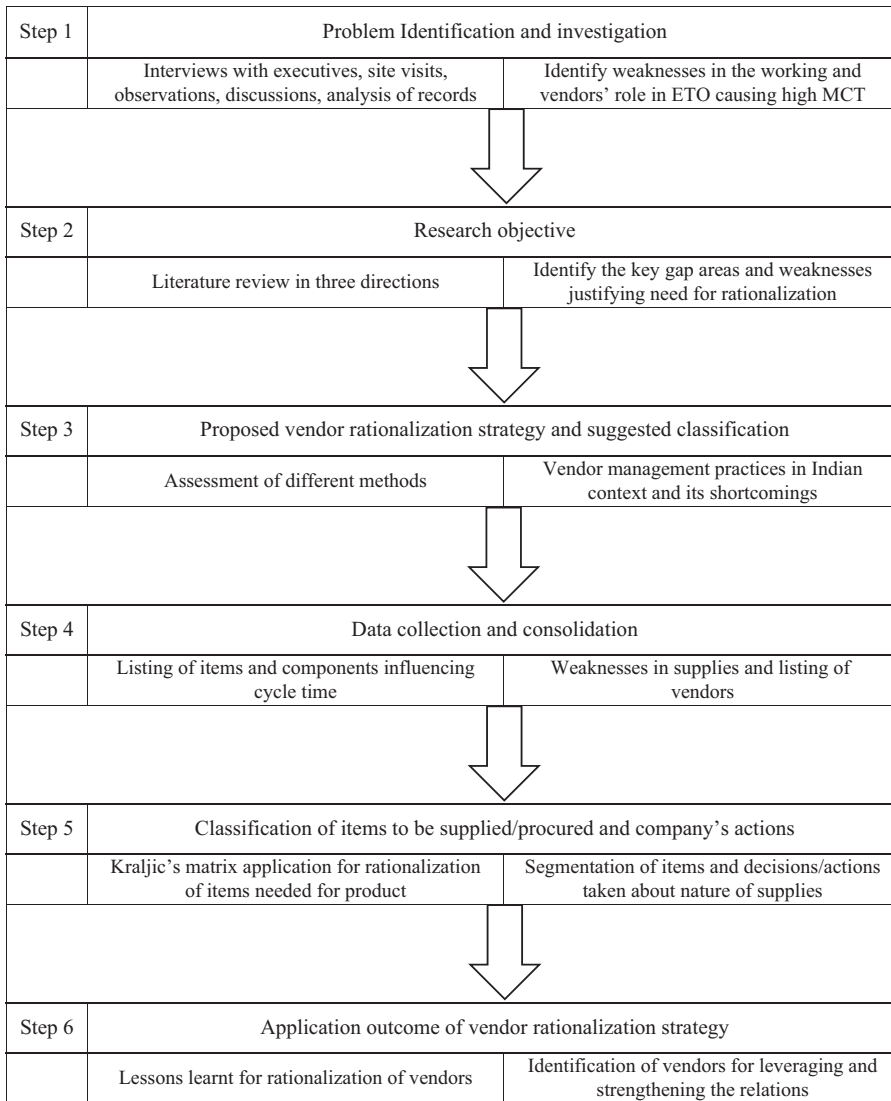 Step 1
Problem Identification and investigation
Interviews with executives, site visits,
observations, discussions, analysis of records
Identify weaknesses in the working and
vendors’ role in ETO causing high MCT
Step 2
Research objective
Literature review in three directions
Identify the key gap areas and weaknesses
justifying need for rationalization
Step 3
Proposed vendor rationalization strategy and suggested classification
Assessment of different methods
Vendor management practices in Indian
context and its shortcomings
Step 4
Data collection and consolidation
Listing of items and components influencing
cycle time
Weaknesses in supplies and listing of
vendors
Step 5
Classification of items to be supplied/procured and company’s actions
Kraljic’s matrix application for rationalization
of items needed for product
Segmentation of items and decisions/actions
taken about nature of supplies
Step 6
Application outcome of vendor rationalization strategy
Lessons learnt for rationalization of vendors
Identification of vendors for leveraging and
strengthening the relations